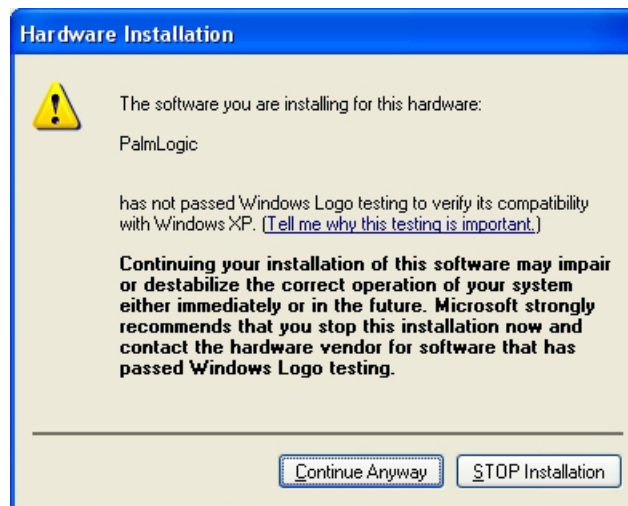 Hardware Installation
The software you are installing for this hardware:
PalmLogic
has not passed Windows Logo testing to verify its compatibility
with Windows XP. (Tell me why this testing is important.)
Continuing your installation of this software may impair
or destabilize the correct operation of your system
either immediately or in the future. Microsoft strongly
recommends that you stop this installation now and
contact the hardware vendor for software that has
passed Windows Logo testing.
Continue Anyway
STOP Installation